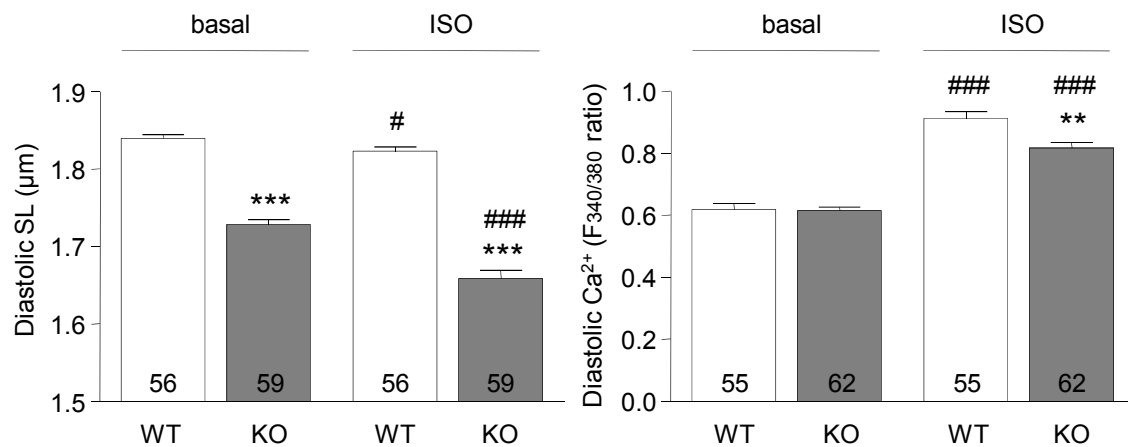 basal ISO
Diastolic SL (µm)
1.9
1.8
1.7
1.6
1.5
***
#
###
***
56 59 56 59
WT KO WT KO
basal ISO
Diastolic Ca²⁺ (F340/380 ratio)
1.0
0.8
0.6
0.4
0.2
0.0
###
###
**
55 62 55 62
WT KO WT KO